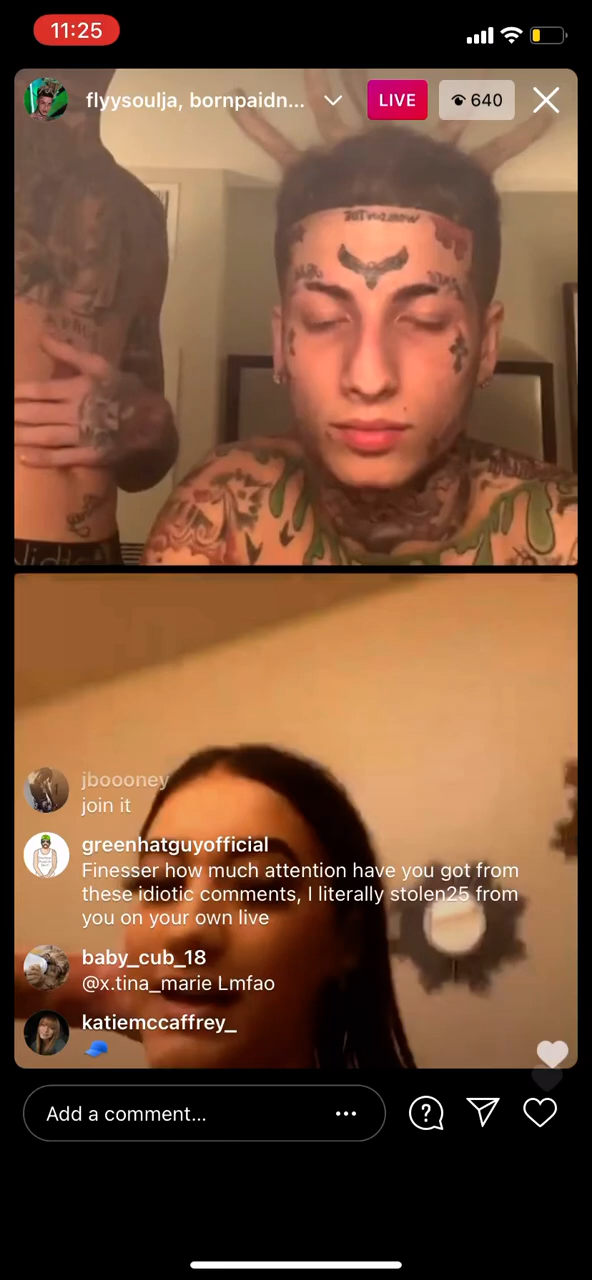 11:25
flyysoulja, bornpaidn...
LIVE
640
jboooney
join it
greenhatguyofficial
Finesser how much attention have you got from
these idiotic comments, I literally stolen25 from
you on your own live
baby_cub_18
@x.tina_marie Lmfao
katiemccaffrey_
Add a comment...